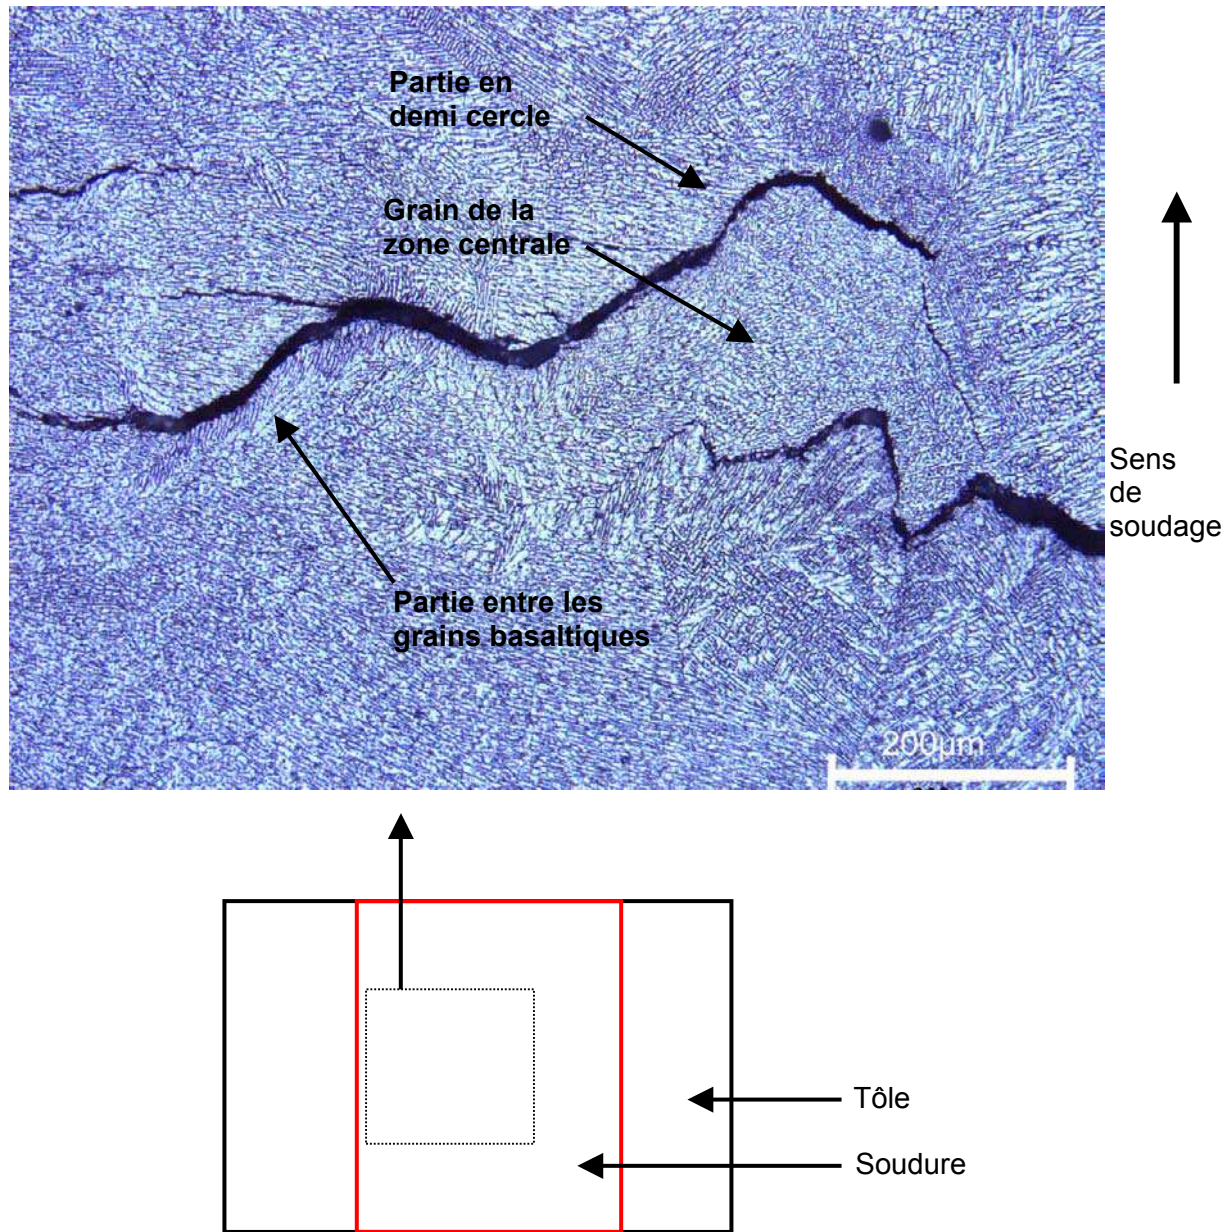 Partie en
demi cercle
Grain de la
zone centrale
Sens
de
soudage
Partie entre les
grains basaltiques
200µm
Tôle
Soudure